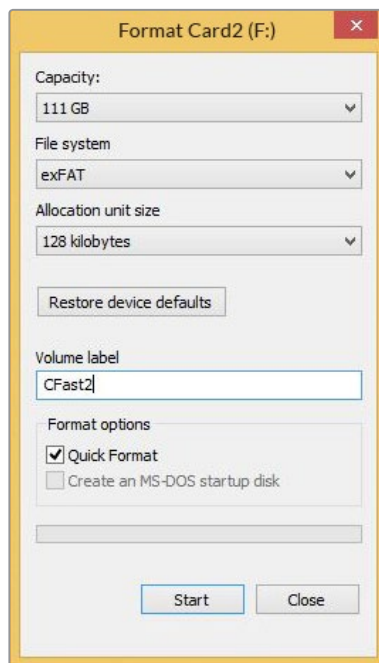 Format Card2 (F:)
Capacity:
111 GB
File system
exFAT
Allocation unit size
128 kilobytes
Restore device defaults
Volume label
CFast2
Format options
Quick Format
Create an MS-DOS startup disk
Start Close